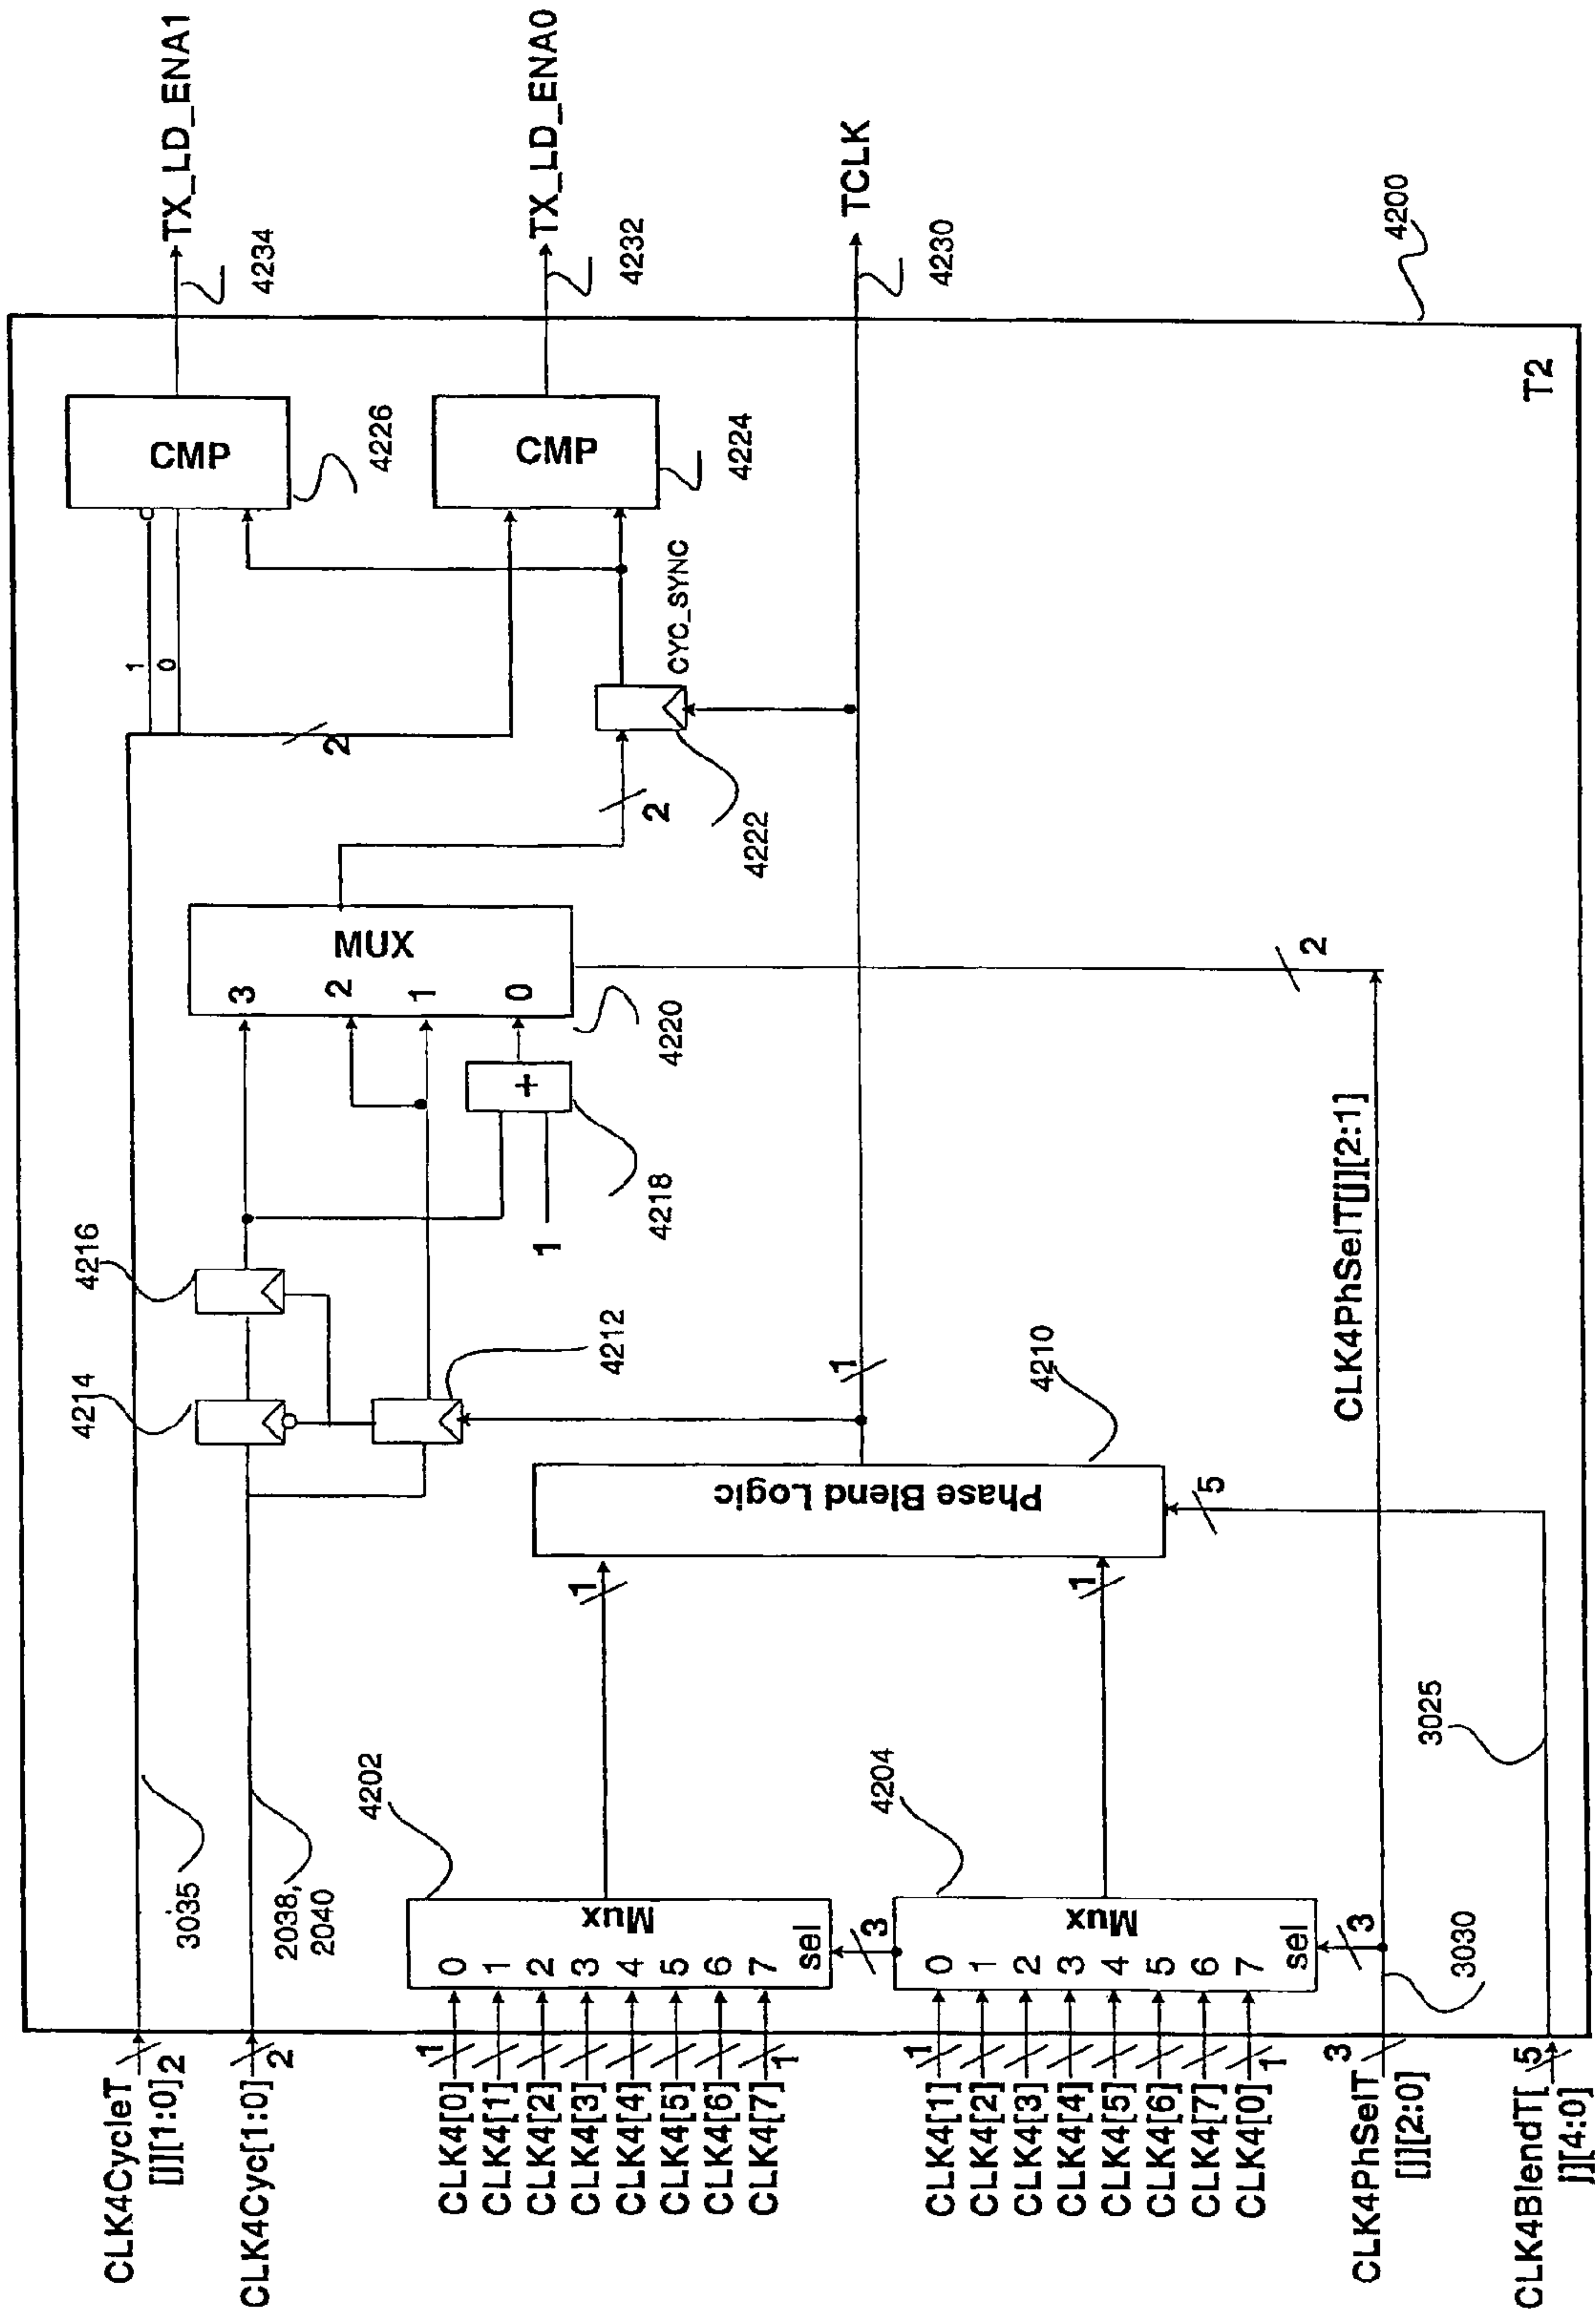 CLK4CycleT
[j][1:0]
2
CLK4Cyc[1:0]
2
CLK4[0]
1
CLK4[1]
CLK4[2]
CLK4[3]
CLK4[4]
CLK4[5]
CLK4[6]
CLK4[7]
1
CLK4[1]
1
CLK4[2]
CLK4[3]
CLK4[4]
CLK4[5]
CLK4[6]
CLK4[7]
CLK4[0]
1
CLK4PhSelT
[j][2:0]
3
CLK4BlendT[
j][4:0]
5
3035
2038,
2040
4202
0
1
2
3
4
5
6
7
Mux
sel
3
4204
0
1
2
3
4
5
6
7
Mux
sel
3
3030
3025
1
1
Phase Blend Logic
5
4210
1
4214
4216
4212
1
+
4218
CLK4PhSelT[j][2:1]
3
2
1
0
MUX
4220
2
2
4222
CYC_SYNC
2
1
0
CMP
4226
CMP
4224
4234
TX_LD_ENA1
4232
TX_LD_ENA0
4230
TCLK
4200
T2